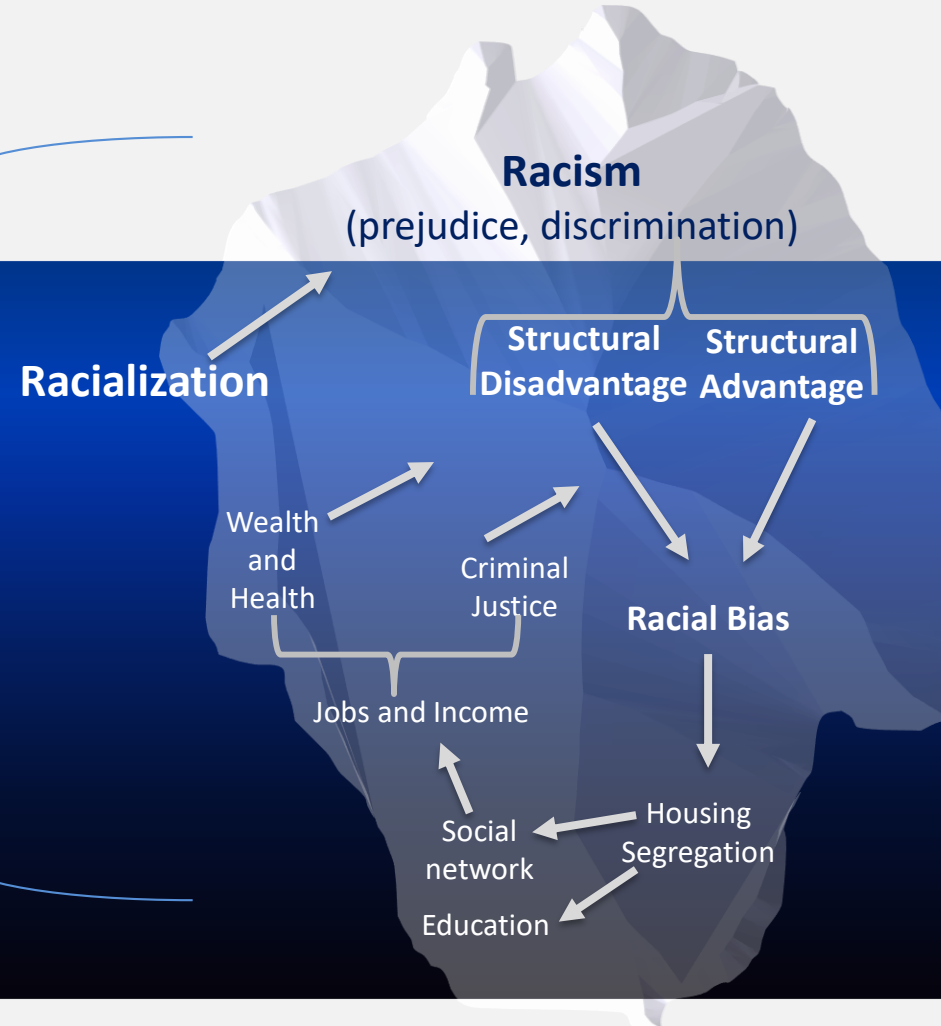 Racism
(prejudice, discrimination)
Structural
Disadvantage
Structural
Advantage
Racialization
Wealth
and
Health
Criminal
Justice
Racial Bias
Jobs and Income
Housing
Segregation
Social
network
Education